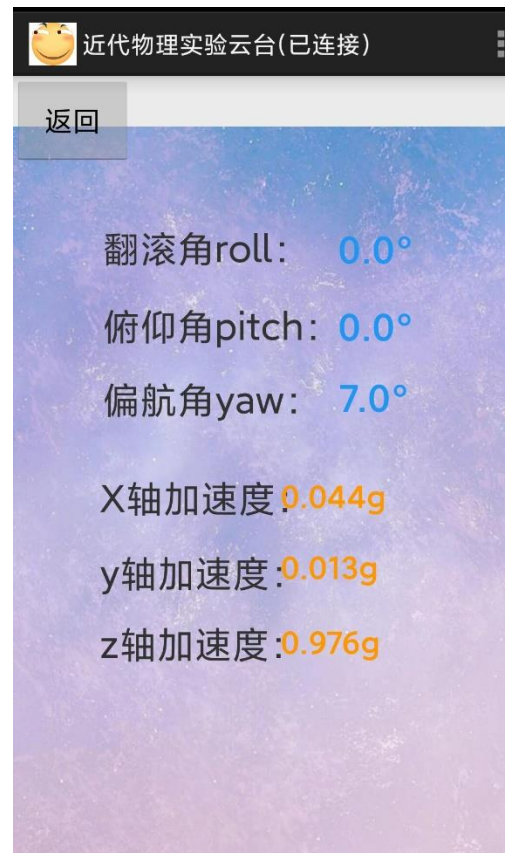 近代物理实验云台(已连接)
返回
翻滚角roll: 0.0°
俯仰角pitch: 0.0°
偏航角yaw: 7.0°
X轴加速度:0.044g
y轴加速度:0.013g
z轴加速度:0.976g